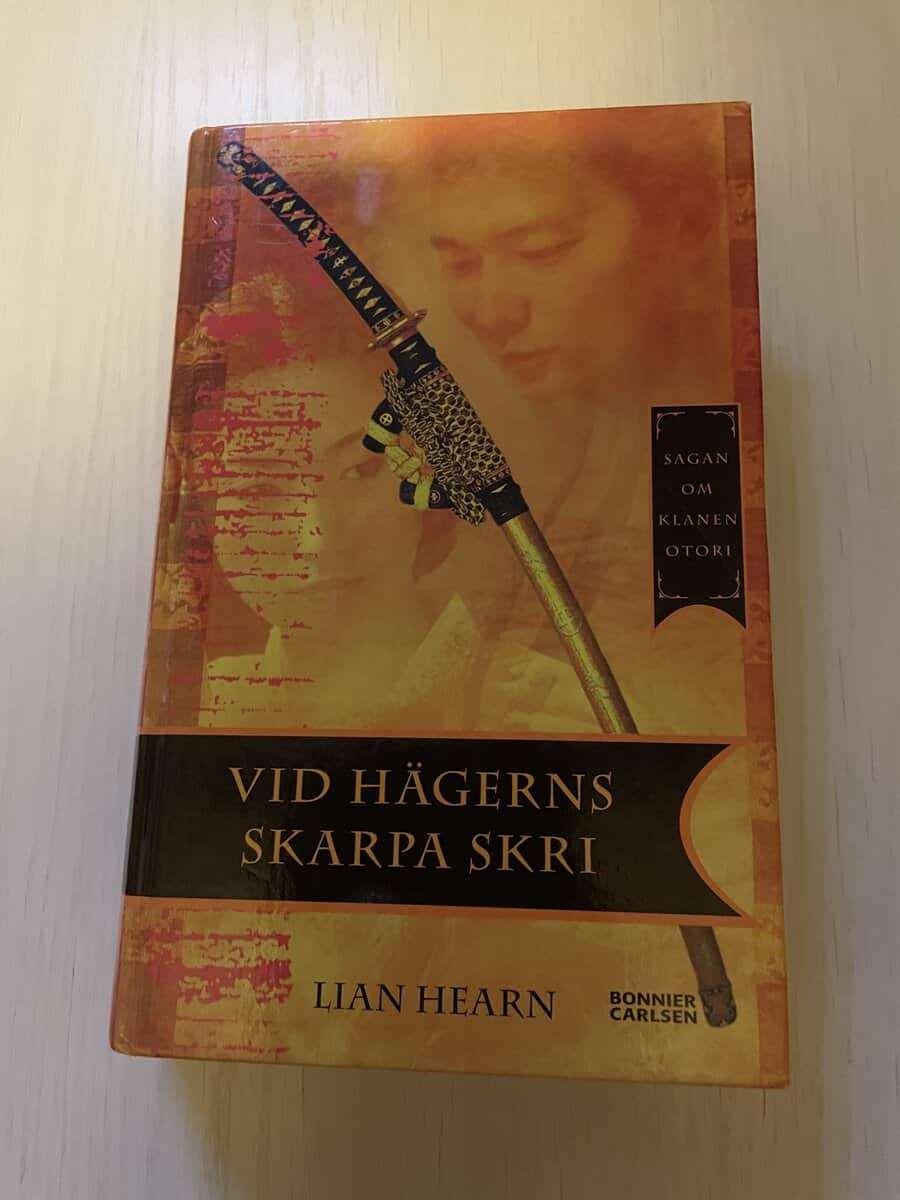 SAGAN
OM
KLANEN
OTORI
VID HÄGERNS
SKARPA SKRI
LIAN HEARN
BONNIER
CARLSEN